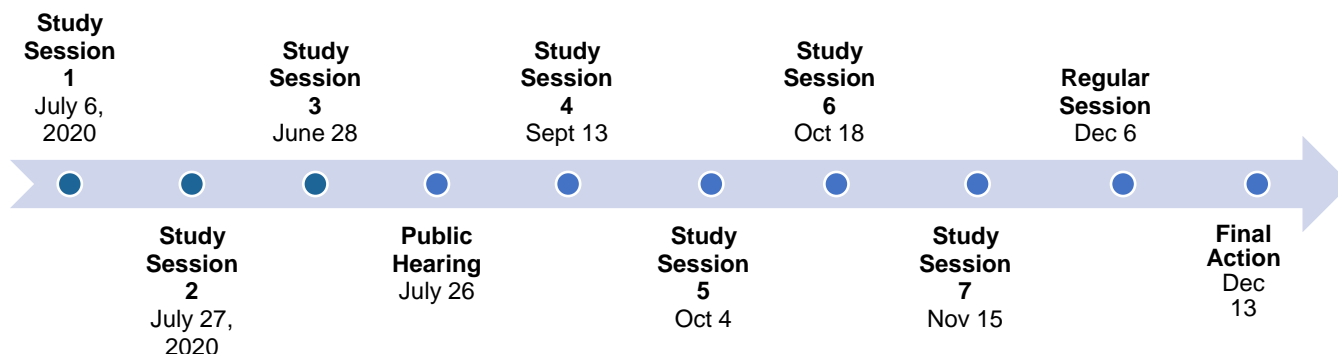 Study
Session
1
July 6,
2020
Study
Session
2
July 27,
2020
Study
Session
3
June 28
Public
Hearing
July 26
Study
Session
4
Sept 13
Study
Session
5
Oct 4
Study
Session
6
Oct 18
Study
Session
7
Nov 15
Regular
Session
Dec 6
Final
Action
Dec
13